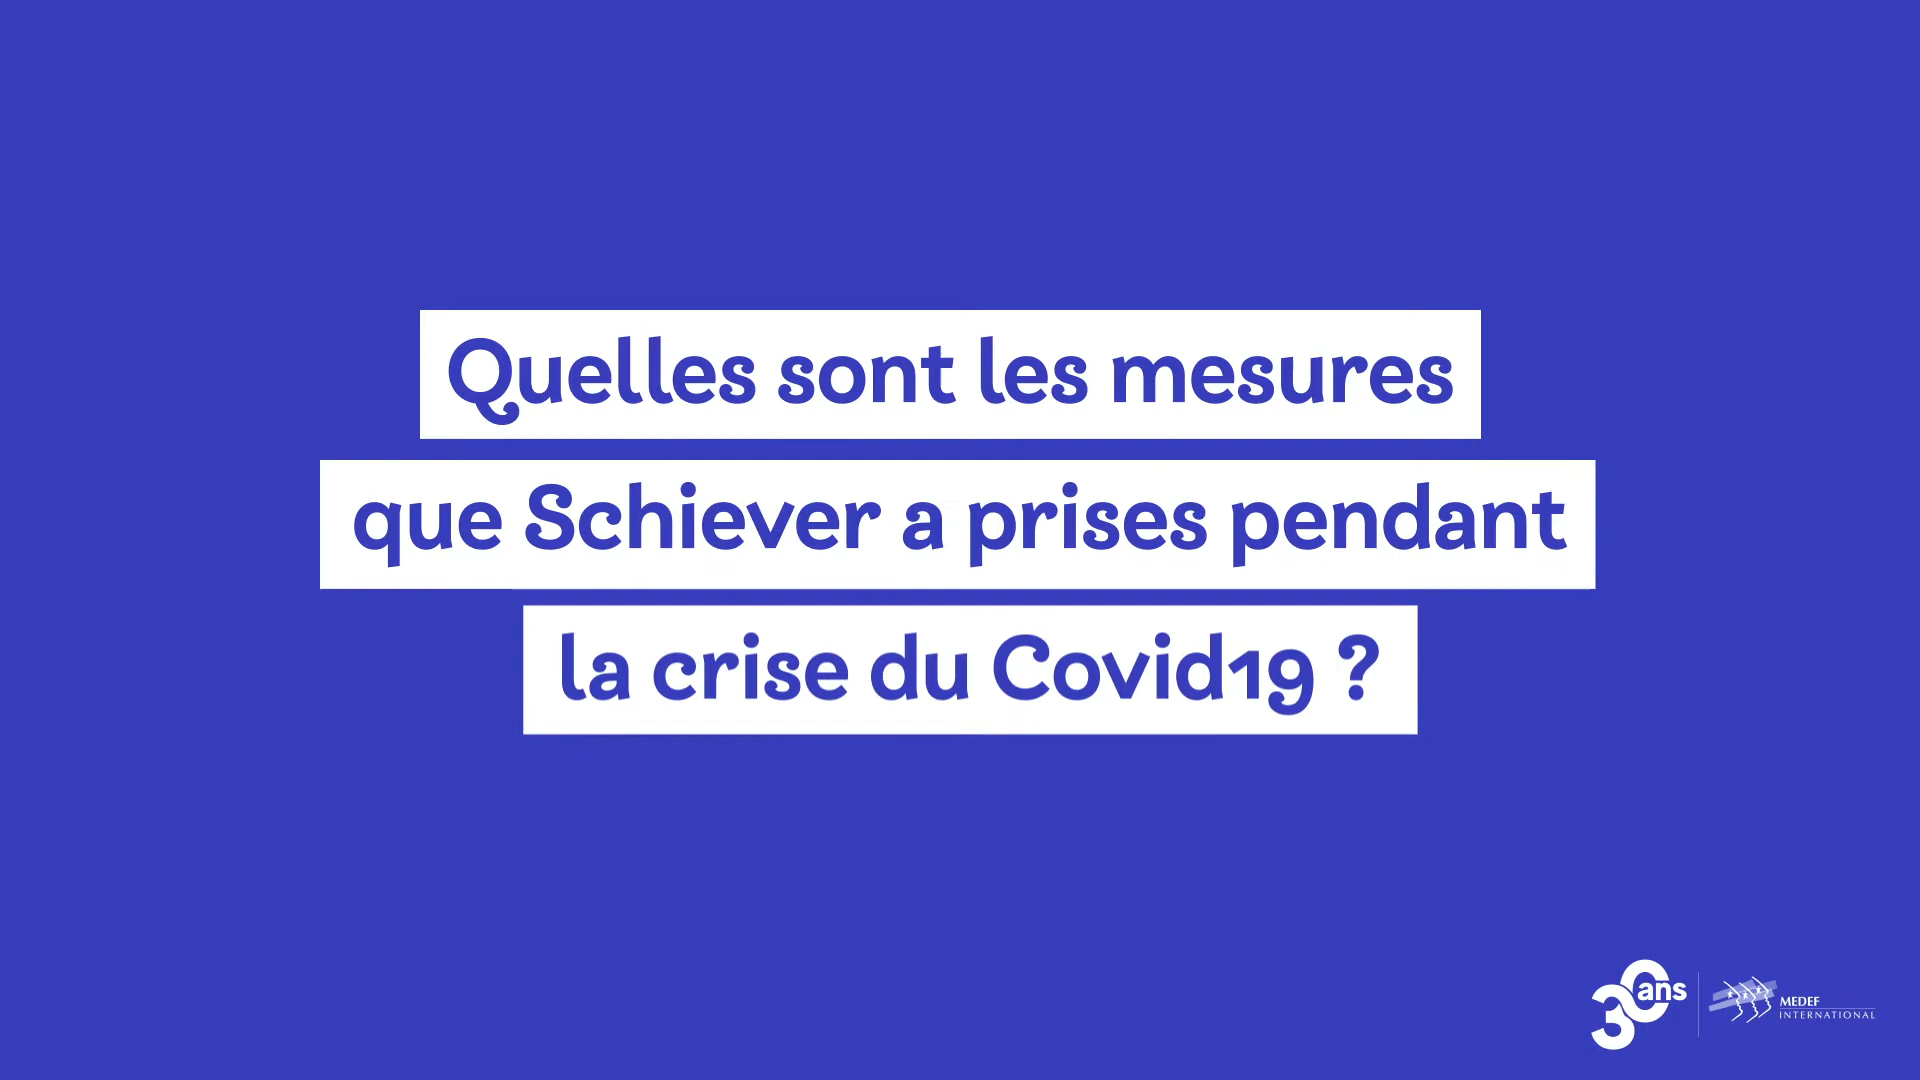 Quelles sont les mesures
que Schiever a prises pendant
la crise du Covid19 ?
30 ans
MEDEF
INTERNATIONAL